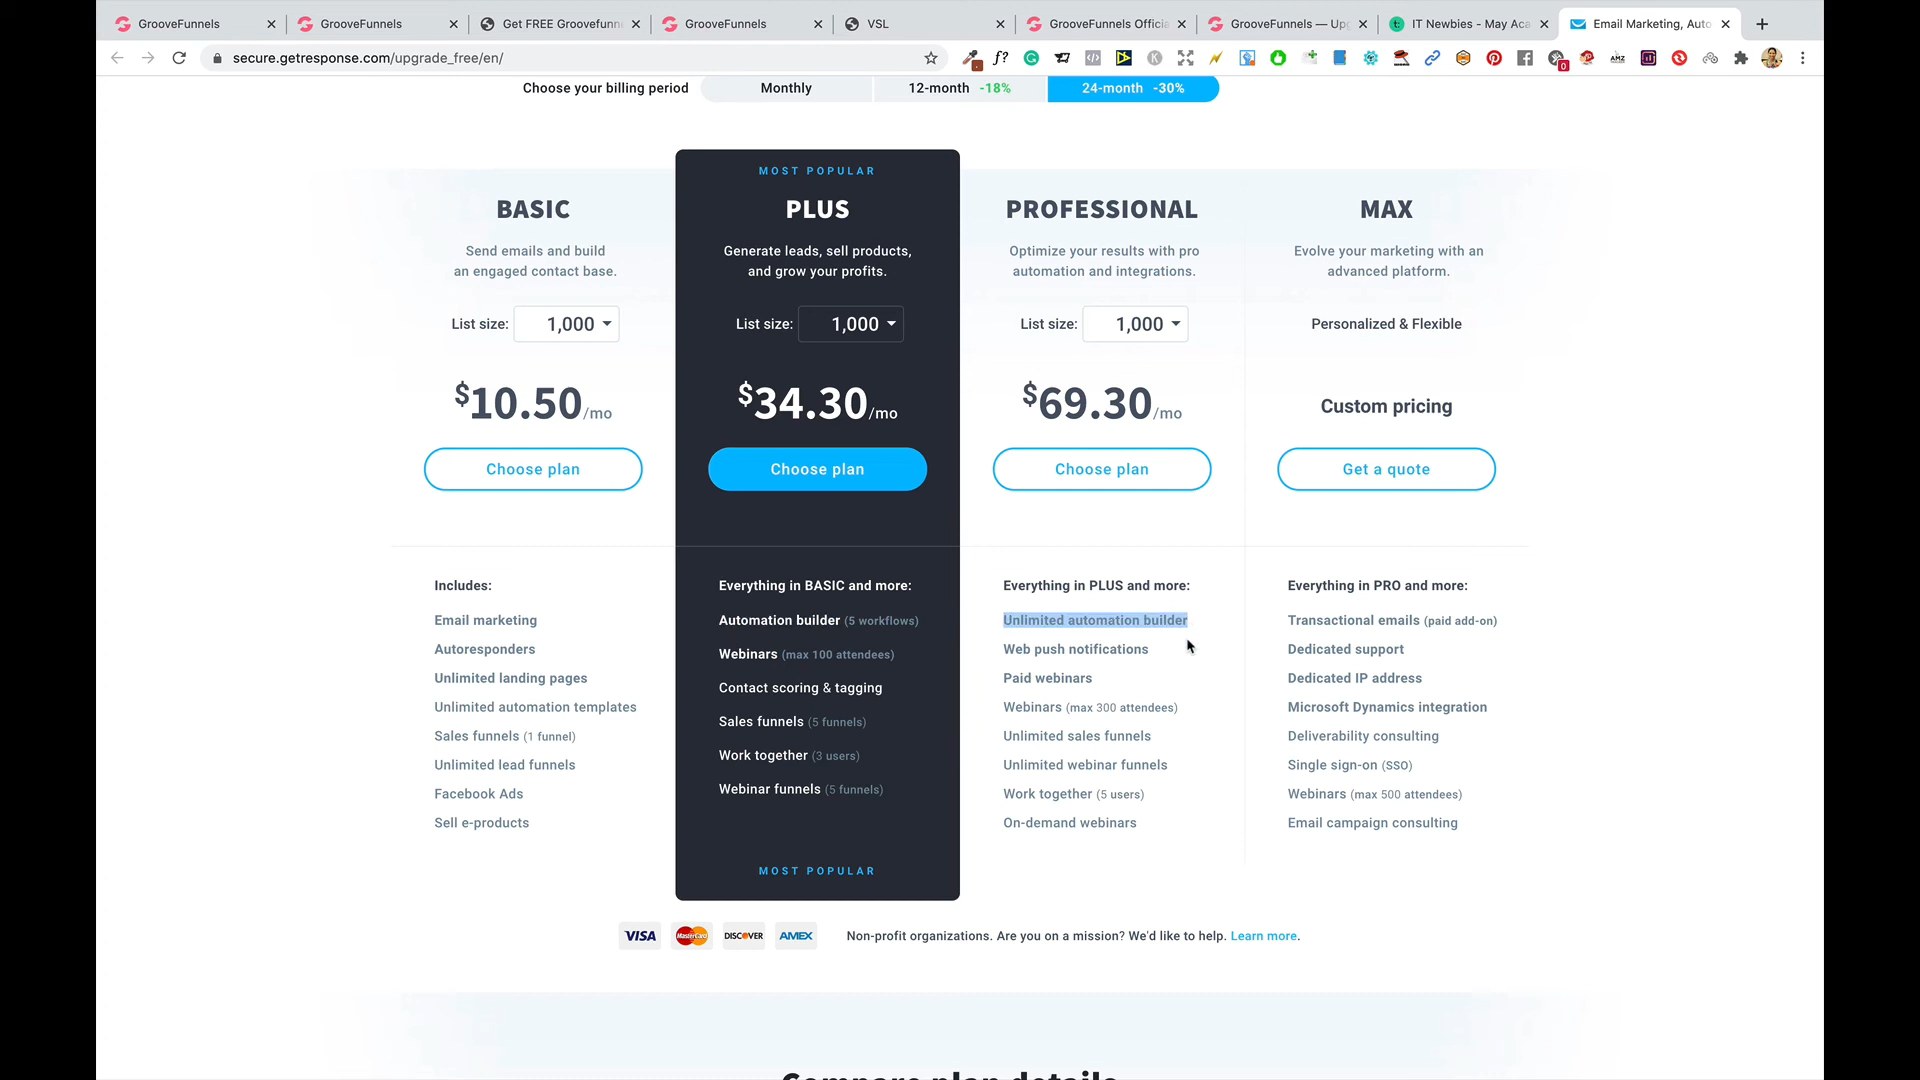 GrooveFunnels
GrooveFunnels
Get FREE Groovefunne
GrooveFunnels
VSL
GrooveFunnels Officia
GrooveFunnels — Upg
IT Newbies - May Aca
Email Marketing, Auto
secure.getresponse.com/upgrade_free/en/
Choose your billing period
Monthly
12-month -18%
24-month -30%
BASIC
Send emails and build
an engaged contact base.
List size: 1,000
$10.50/mo
Choose plan
Includes:
Email marketing
Autoresponders
Unlimited landing pages
Unlimited automation templates
Sales funnels (1 funnel)
Unlimited lead funnels
Facebook Ads
Sell e-products
MOST POPULAR
PLUS
Generate leads, sell products,
and grow your profits.
List size: 1,000
$34.30/mo
Choose plan
Everything in BASIC and more:
Automation builder (5 workflows)
Webinars (max 100 attendees)
Contact scoring & tagging
Sales funnels (5 funnels)
Work together (3 users)
Webinar funnels (5 funnels)
MOST POPULAR
PROFESSIONAL
Optimize your results with pro
automation and integrations.
List size: 1,000
$69.30/mo
Choose plan
Everything in PLUS and more:
Unlimited automation builder
Web push notifications
Paid webinars
Webinars (max 300 attendees)
Unlimited sales funnels
Unlimited webinar funnels
Work together (5 users)
On-demand webinars
MAX
Evolve your marketing with an
advanced platform.
Personalized & Flexible
Custom pricing
Get a quote
Everything in PRO and more:
Transactional emails (paid add-on)
Dedicated support
Dedicated IP address
Microsoft Dynamics integration
Deliverability consulting
Single sign-on (SSO)
Webinars (max 500 attendees)
Email campaign consulting
VISA
MasterCard
DISCOVER
AMEX
Non-profit organizations. Are you on a mission? We'd like to help. Learn more.
Compare plan details